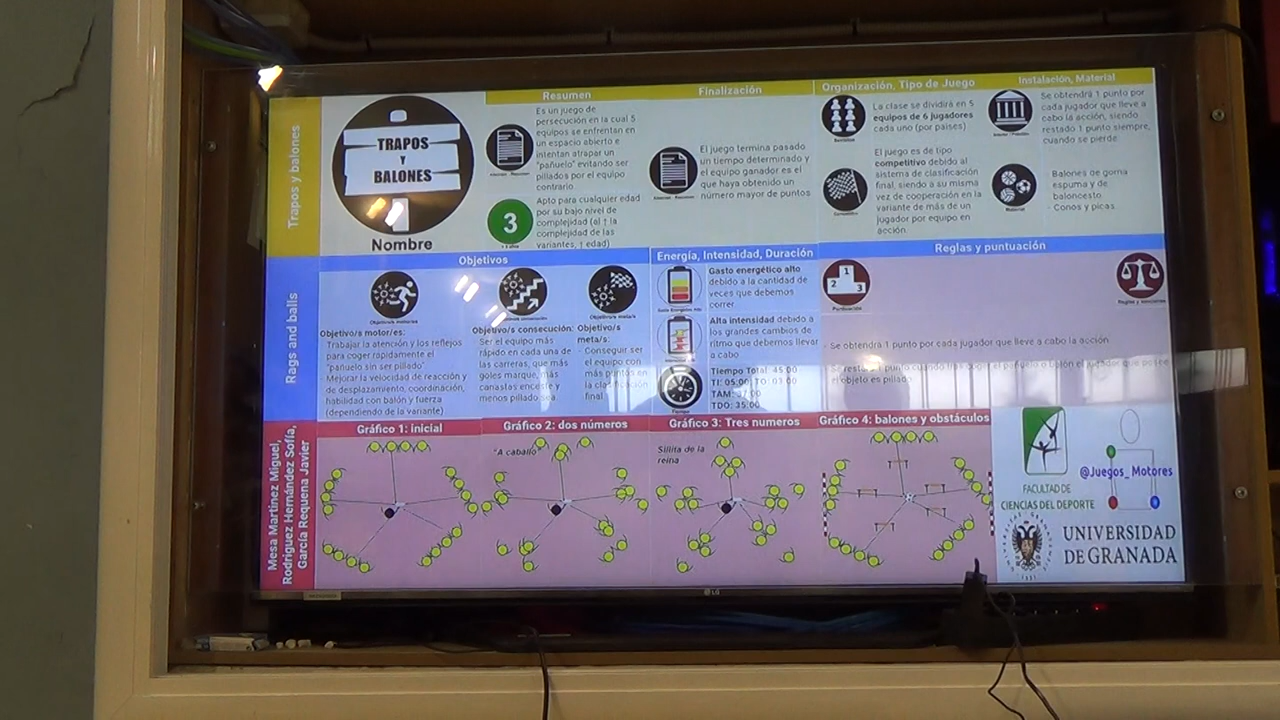 Trapos y balones
TRAPOS
Y
BALONES
Nombre
Resumen
Es un juego de
persecución en la cual 5
equipos se enfrentan en
un espacio abierto e
intentan atrapar un
"pañuelo" evitando ser
pillados por el equipo
contrario
3
Apto para cualquier edad
por su bajo nivel de
complejidad (al ↑ la
complejidad de las
variantes, ↑ edad)
Finalización
El juego termina pasado
un tiempo determinado y
el equipo ganador es el
que haya obtenido un
número mayor de puntos
Organización, Tipo de Juego
La clase se dividirá en 5
equipos de 6 jugadores
cada uno (por países)
El juego es de tipo
competitivo debido al
sistema de clasificación
final, siendo a su misma
vez de cooperación en la
variante de más de un
jugador por equipo en
acción.
Instalación, Material
Se obtendrá 1 punto por
cada jugador que lleve a
cabo la acción, siendo
restado 1 punto siempre,
cuando se pierde
Material
- Balones de goma
espuma y de
baloncesto
- Conos y picas.
Rags and balls
Objetivos
Objetivo/s motor/es:
- Trabajar la atención y los reflejos
para coger rápidamente el
"pañuelo sin ser pillado"
- Mejorar la velocidad de reacción y
de desplazamiento, coordinación,
habilidad con balón y fuerza
(dependiendo de la variante)
Objetivo/s consecución:
- Ser el equipo más
rápido en cada una de
las carreras, que más
goles marque, más
canastas enceste y
menos pillado sea
Objetivo/s
meta/s:
- Conseguir ser
el equipo con
más puntos en
la clasificación
final
Energía, Intensidad, Duración
Gasto energético alto
debido a la cantidad de
veces que debemos
correr
Alta intensidad debido a
los grandes cambios de
ritmo que debemos llevar
a cabo
Tiempo
Tiempo Total: 45:00
TI: 05:00 TO: 03:00
TAM: 37:00
TDO: 35:00
Reglas y puntuación
1
2
3
Puntuación
- Se obtendrá 1 punto por cada jugador que lleve a cabo la acción.
el objeto es pillado
Mesa Martínez Miguel,
Rodríguez Hernández Sofía,
García Requena Javier
Gráfico 1: inicial
Gráfico 2: dos números
"A caballo"
Gráfico 3: Tres numeros
Sillita de la
reina
Gráfico 4: balones y obstáculos
@Juegos_Motores
FACULTAD DE
CIENCIAS DEL DEPORTE
UNIVERSIDAD
DE GRANADA
LG